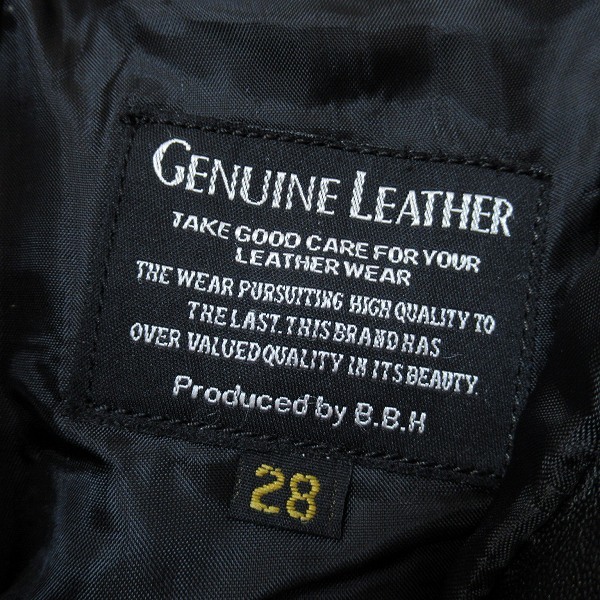 GENUINE LEATHER
TAKE GOOD CARE FOR YOUR
LEATHER WEAR
THE WEAR PURSUITING HIGH QUALITY TO
THE LAST. THIS BRAND HAS
OVER VALUED QUALITY IN ITS BEAUTY.
Produced by B.B.H
28